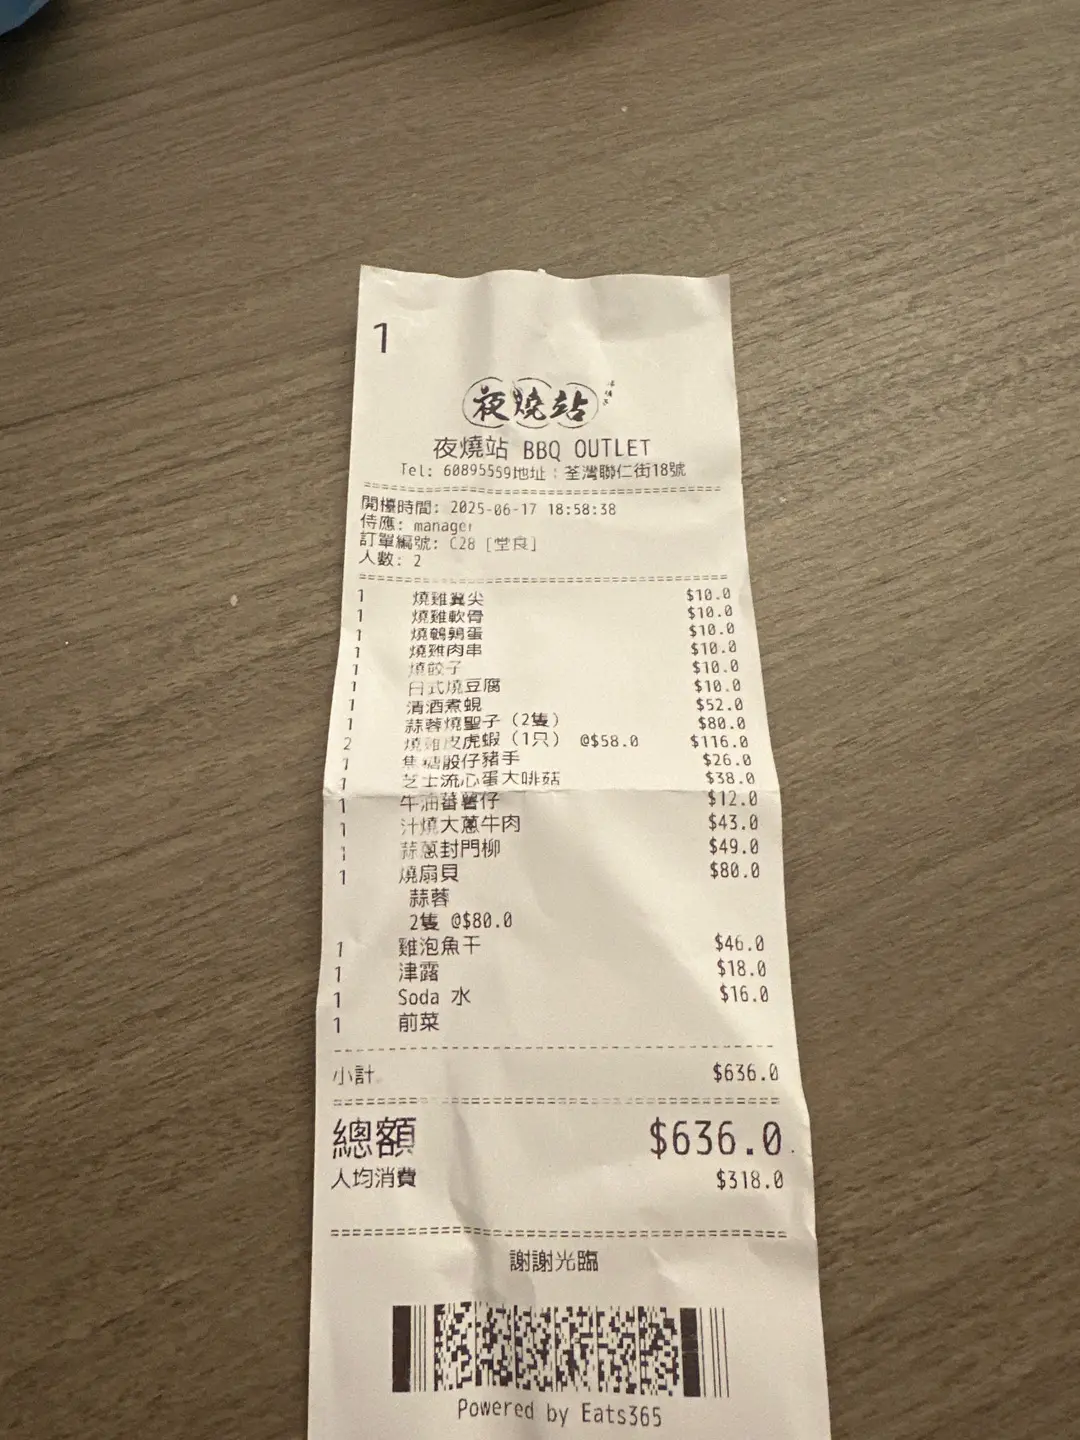 1
夜燒站
夜燒站 BBQ OUTLET
Tel: 60895559地址：荃灣聯仁街18號
開檯時間: 2025-06-17 18:58:38
侍應: manager
訂單編號: C28 [堂食]
人數: 2
1 燒雞翼尖 $10.0
1 燒雞軟骨 $10.0
1 燒鵪鶉蛋 $10.0
1 燒雞肉串 $10.0
1 燒餃子 $10.0
1 日式燒豆腐 $10.0
1 清酒煮蜆 $52.0
1 蒜蓉燒聖子（2隻） $80.0
2 燒雞皮虎蝦（1只） @$58.0 $116.0
1 焦糖骰仔豬手 $26.0
1 芝士流心蛋大啡菇 $38.0
1 牛油蕃薯仔 $12.0
1 汁燒大蔥牛肉 $43.0
1 蒜蔥封門柳 $49.0
1 燒扇貝 $80.0
蒜蓉
2隻 @$80.0
1 雞泡魚干 $46.0
1 津露 $18.0
1 Soda 水 $16.0
1 前菜
小計 $636.0
總額 $636.0
人均消費 $318.0
謝謝光臨
Powered by Eats365